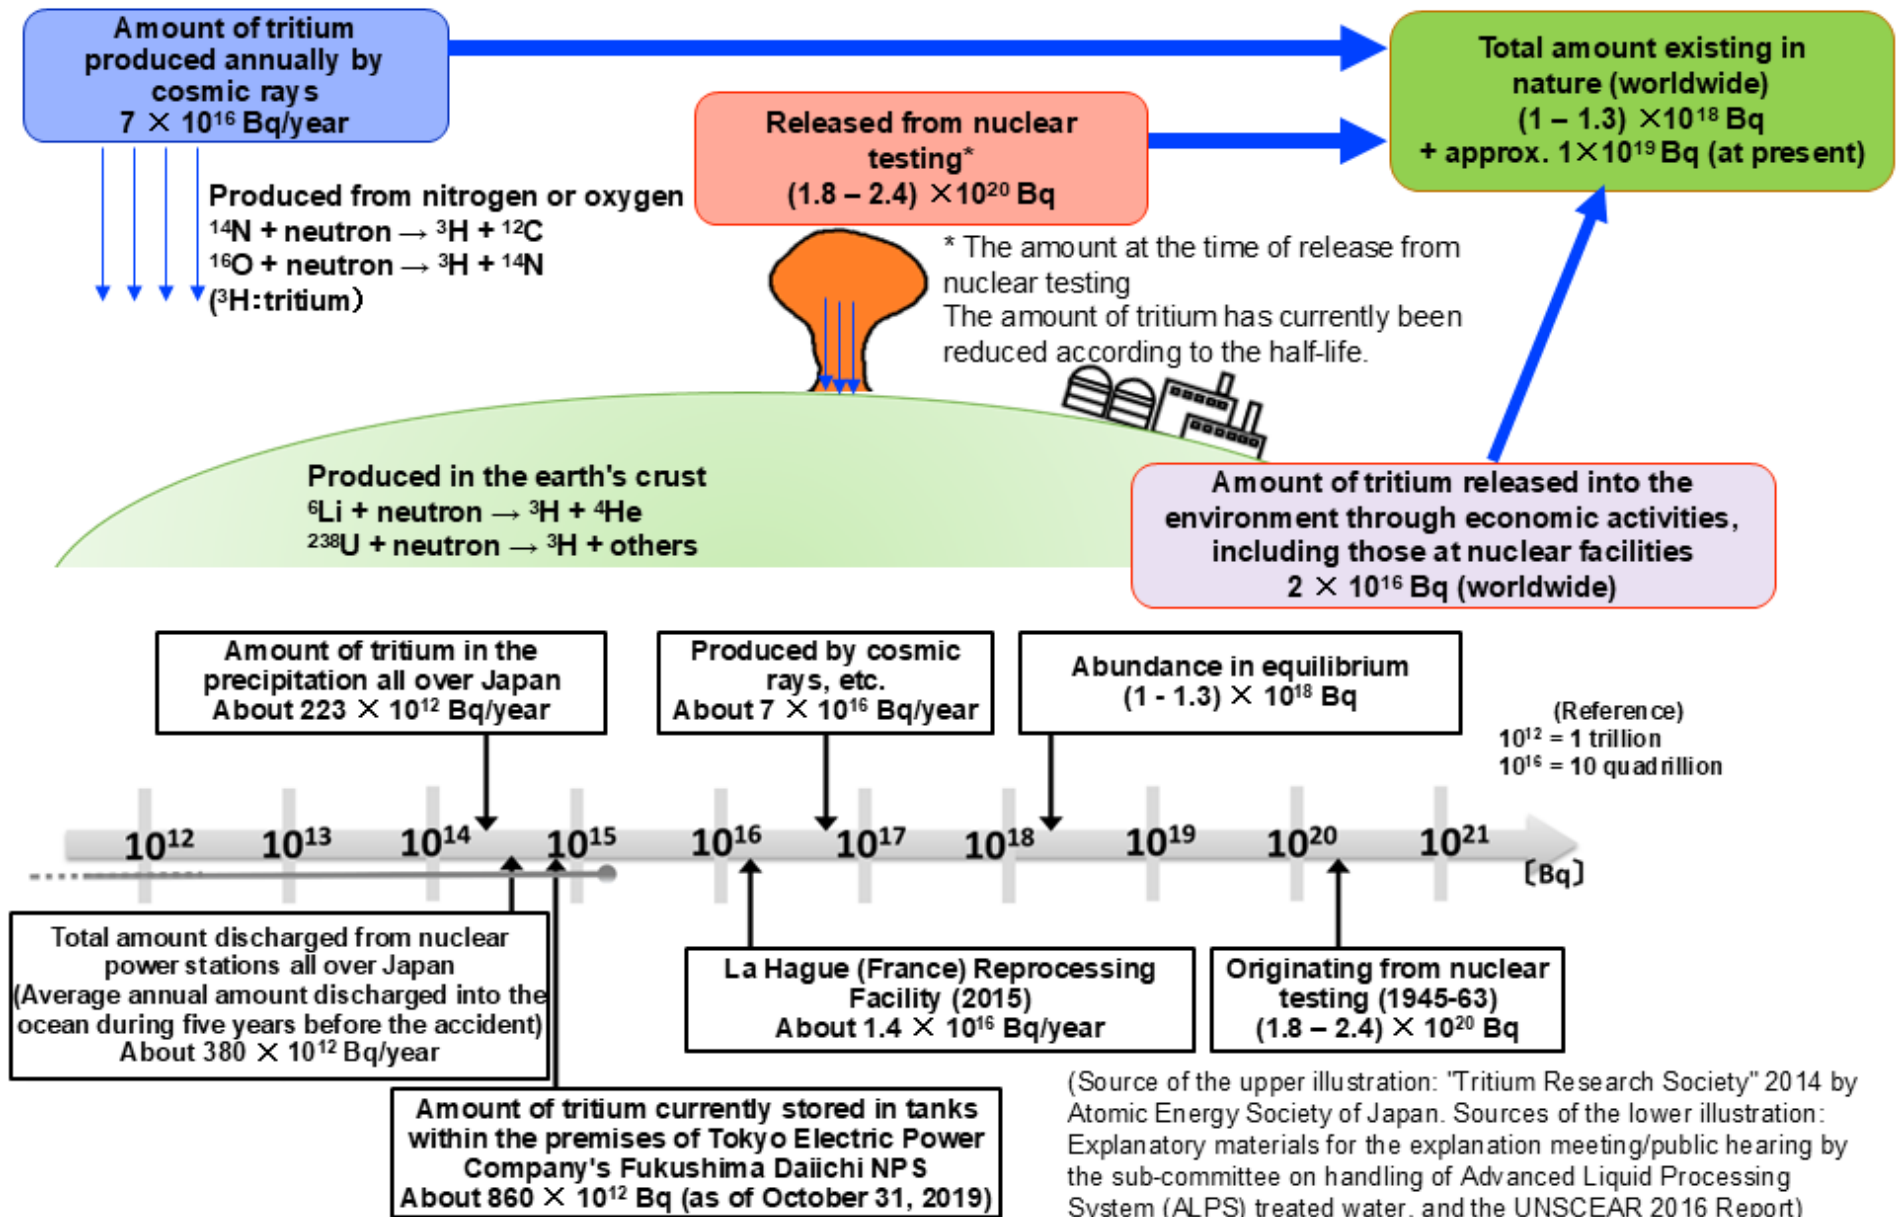 Amount of tritium
produced annually by
cosmic rays
7 × 10¹⁶ Bq/year
Total amount existing in
nature (worldwide)
(1 – 1.3) ×10¹⁸ Bq
+ approx. 1×10¹⁹ Bq (at present)
Released from nuclear
testing*
(1.8 – 2.4) ×10²⁰ Bq
Produced from nitrogen or oxygen
¹⁴N + neutron → ³H + ¹²C
¹⁶O + neutron → ³H + ¹⁴N
(³H:tritium)
* The amount at the time of release from
nuclear testing
The amount of tritium has currently been
reduced according to the half-life.
Produced in the earth's crust
⁶Li + neutron → ³H + ⁴He
²³⁸U + neutron → ³H + others
Amount of tritium released into the
environment through economic activities,
including those at nuclear facilities
2 × 10¹⁶ Bq (worldwide)
Amount of tritium in the
precipitation all over Japan
About 223 × 10¹² Bq/year
Produced by cosmic
rays, etc.
About 7 × 10¹⁶ Bq/year
Abundance in equilibrium
(1 - 1.3) × 10¹⁸ Bq
(Reference)
10¹² = 1 trillion
10¹⁶ = 10 quadrillion
10¹² 10¹³ 10¹⁴ 10¹⁵ 10¹⁶ 10¹⁷ 10¹⁸ 10¹⁹ 10²⁰ 10²¹
[Bq]
Total amount discharged from nuclear
power stations all over Japan
(Average annual amount discharged into the
ocean during five years before the accident)
About 380 × 10¹² Bq/year
La Hague (France) Reprocessing
Facility (2015)
About 1.4 × 10¹⁶ Bq/year
Originating from nuclear
testing (1945-63)
(1.8 – 2.4) × 10²⁰ Bq
Amount of tritium currently stored in tanks
within the premises of Tokyo Electric Power
Company's Fukushima Daiichi NPS
About 860 × 10¹² Bq (as of October 31, 2019)
(Source of the upper illustration: "Tritium Research Society" 2014 by
Atomic Energy Society of Japan. Sources of the lower illustration:
Explanatory materials for the explanation meeting/public hearing by
the sub-committee on handling of Advanced Liquid Processing
System (ALPS) treated water, and the UNSCEAR 2016 Report)